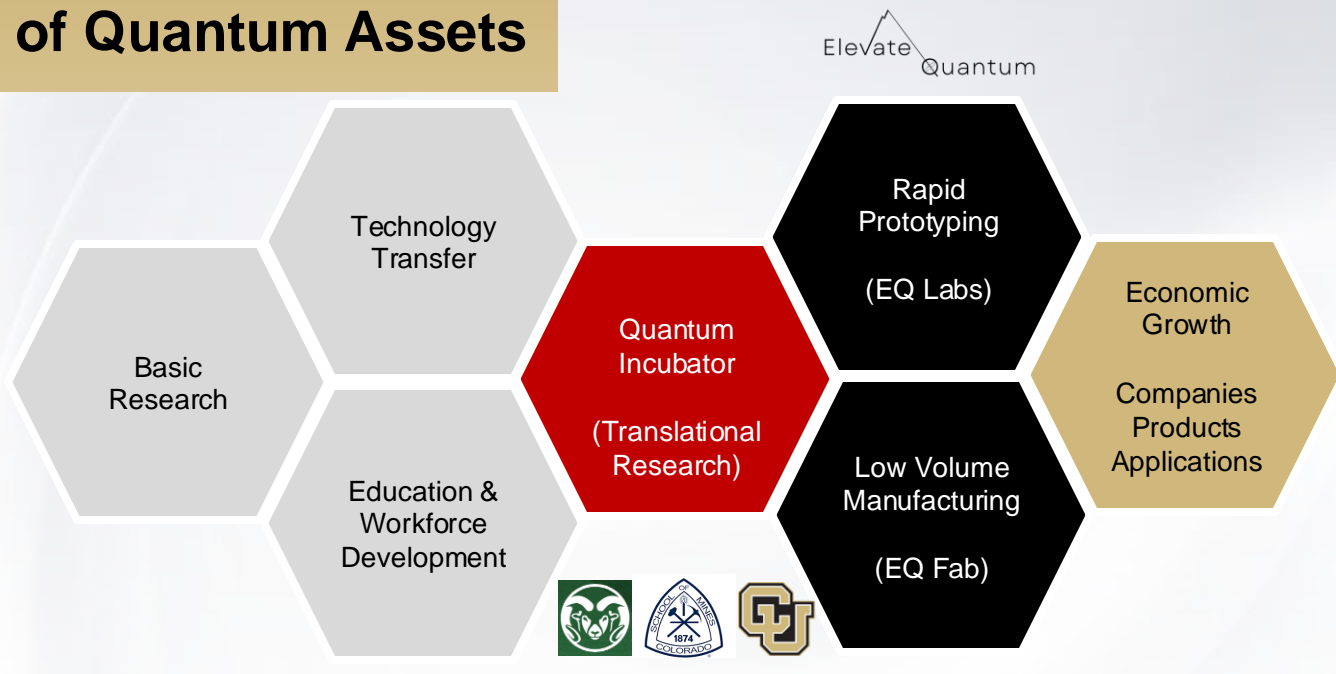 of Quantum Assets
Elevate
Quantum
Basic
Research
Technology
Transfer
Education &
Workforce
Development
Quantum
Incubator
(Translational
Research)
Rapid
Prototyping
(EQ Labs)
Low Volume
Manufacturing
(EQ Fab)
Economic
Growth
Companies
Products
Applications
SCHOOL OF MINES
1874
COLORADO
CU